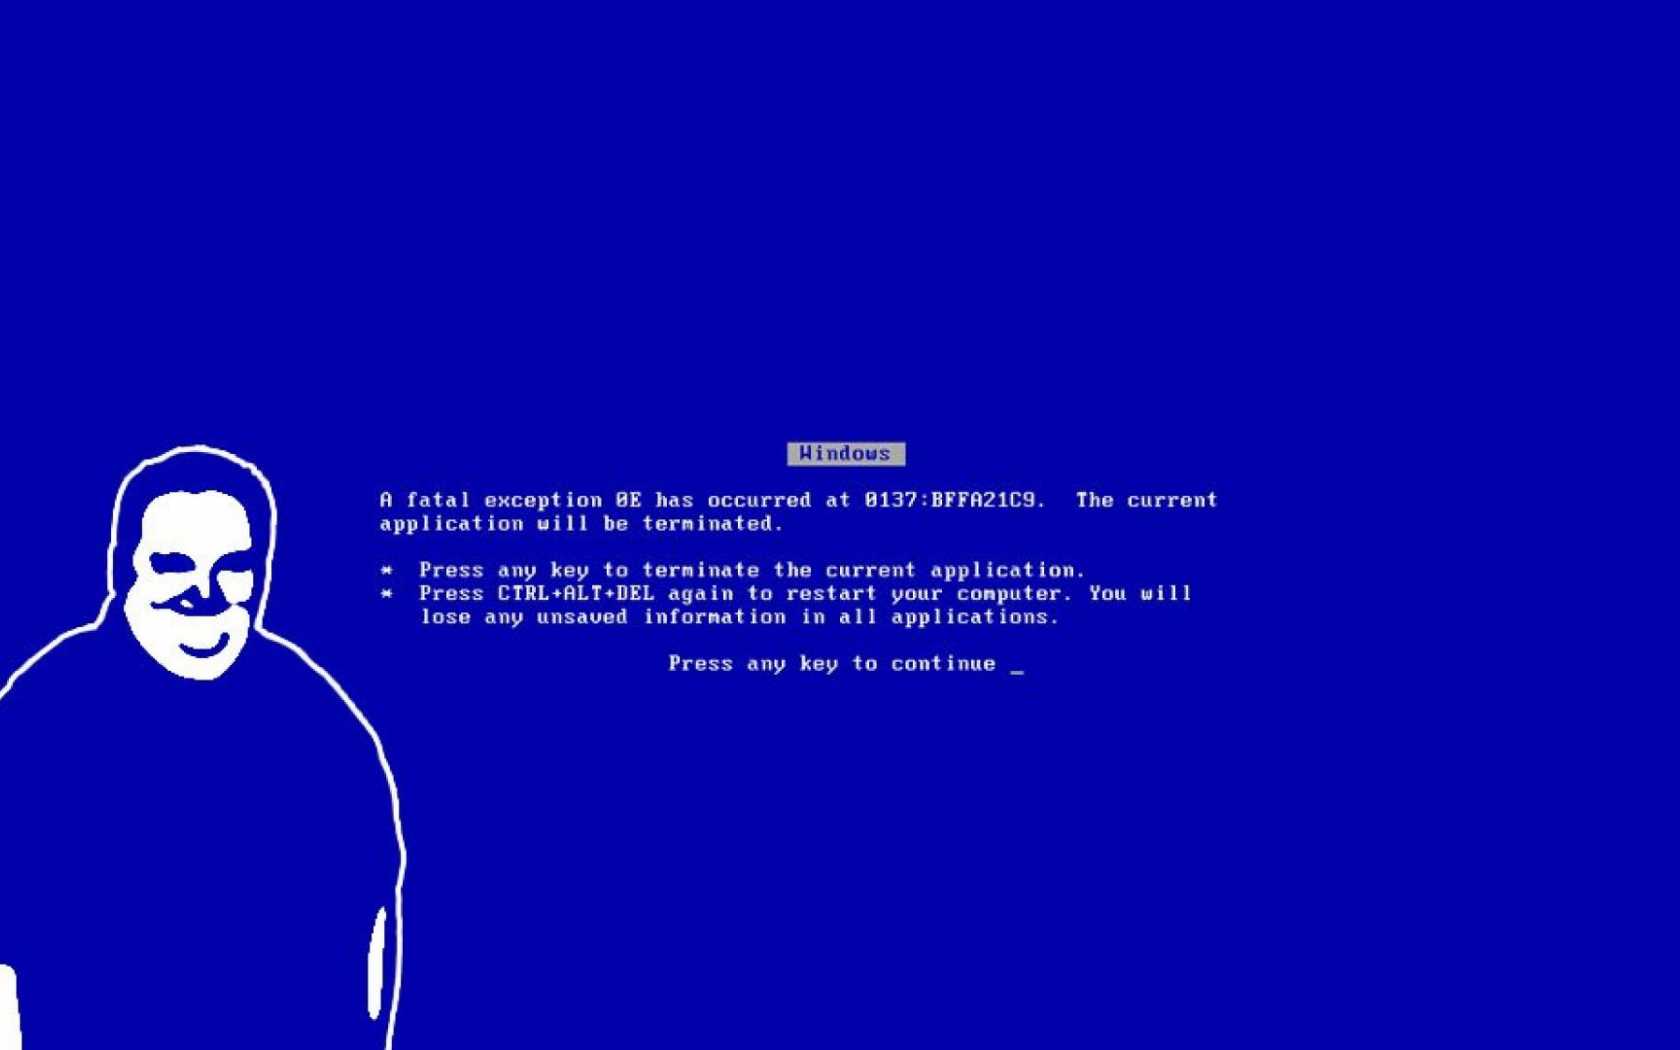 Windows
A fatal exception 0E has occurred at 0137:BFFA21C9. The current
application will be terminated.
* Press any key to terminate the current application.
* Press CTRL+ALT+DEL again to restart your computer. You will
lose any unsaved information in all applications.
Press any key to continue _